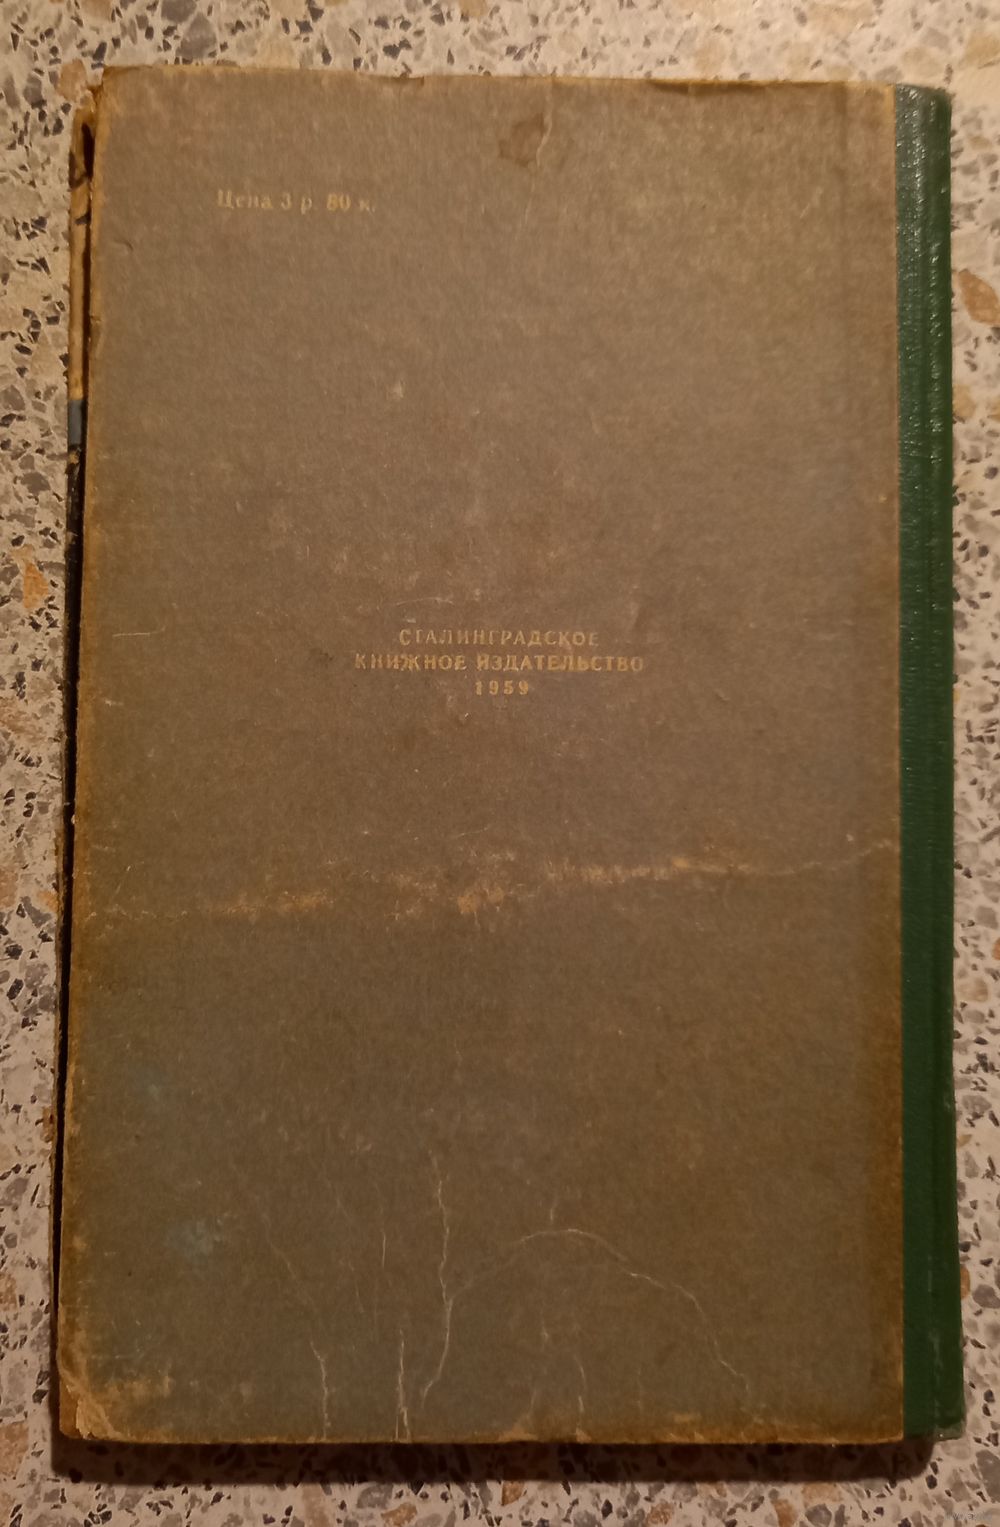 Цена 3 р. 80 к.
СТАЛИНГРАДСКОЕ
КНИЖНОЕ ИЗДАТЕЛЬСТВО
1959